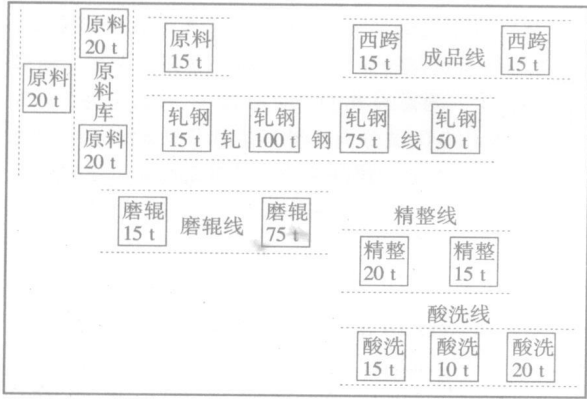 原料
20 t
原料
20 t
原料库
原料
20 t
原料
15 t
西跨
15 t
成品线
西跨
15 t
轧钢
15 t
轧
轧钢
100 t
钢
轧钢
75 t
线
轧钢
50 t
磨辊
15 t
磨辊线
磨辊
75 t
精整线
精整
20 t
精整
15 t
酸洗线
酸洗
15 t
酸洗
10 t
酸洗
20 t